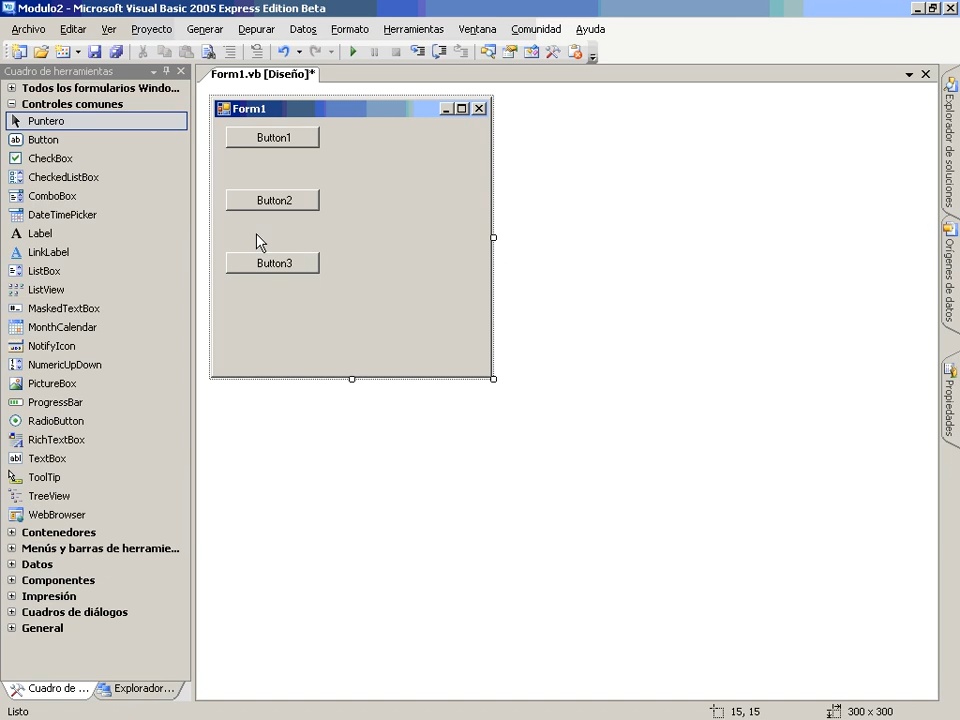 Modulo2 - Microsoft Visual Basic 2005 Express Edition Beta
Archivo Editar Ver Proyecto Generar Depurar Datos Formato Herramientas Ventana Comunidad Ayuda
Cuadro de herramientas
Todos los formularios Windo...
Controles comunes
Puntero
Button
CheckBox
CheckedListBox
ComboBox
DateTimePicker
Label
LinkLabel
ListBox
ListView
MaskedTextBox
MonthCalendar
NotifyIcon
NumericUpDown
PictureBox
ProgressBar
RadioButton
RichTextBox
TextBox
ToolTip
TreeView
WebBrowser
Contenedores
Menús y barras de herramie...
Datos
Componentes
Impresión
Cuadros de diálogos
General
Cuadro de ... Explorador...
Form1.vb [Diseño]*
Form1
Button1
Button2
Button3
Explorador de soluciones
Orígenes de datos
Propiedades
Listo
15, 15
300 x 300